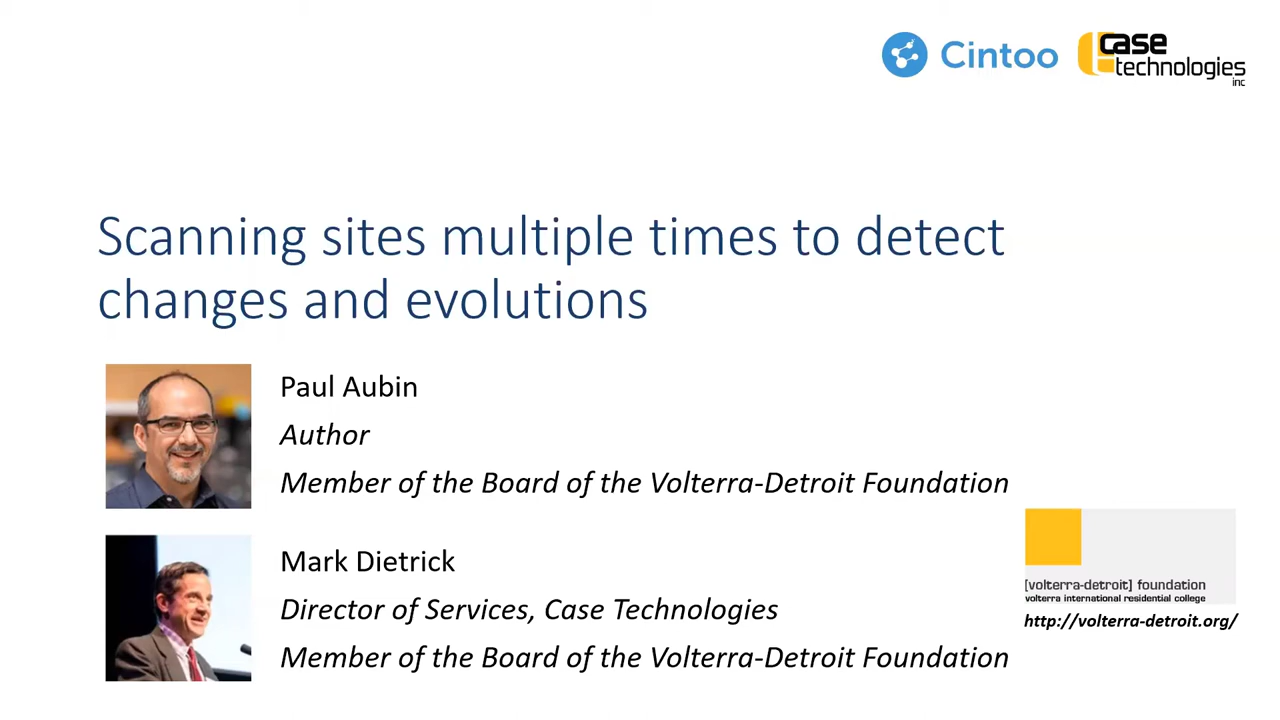 Cintoo
case
technologies
inc
Scanning sites multiple times to detect
changes and evolutions
Paul Aubin
Author
Member of the Board of the Volterra-Detroit Foundation
Mark Dietrick
Director of Services, Case Technologies
Member of the Board of the Volterra-Detroit Foundation
[volterra-detroit] foundation
volterra international residential college
http://volterra-detroit.org/